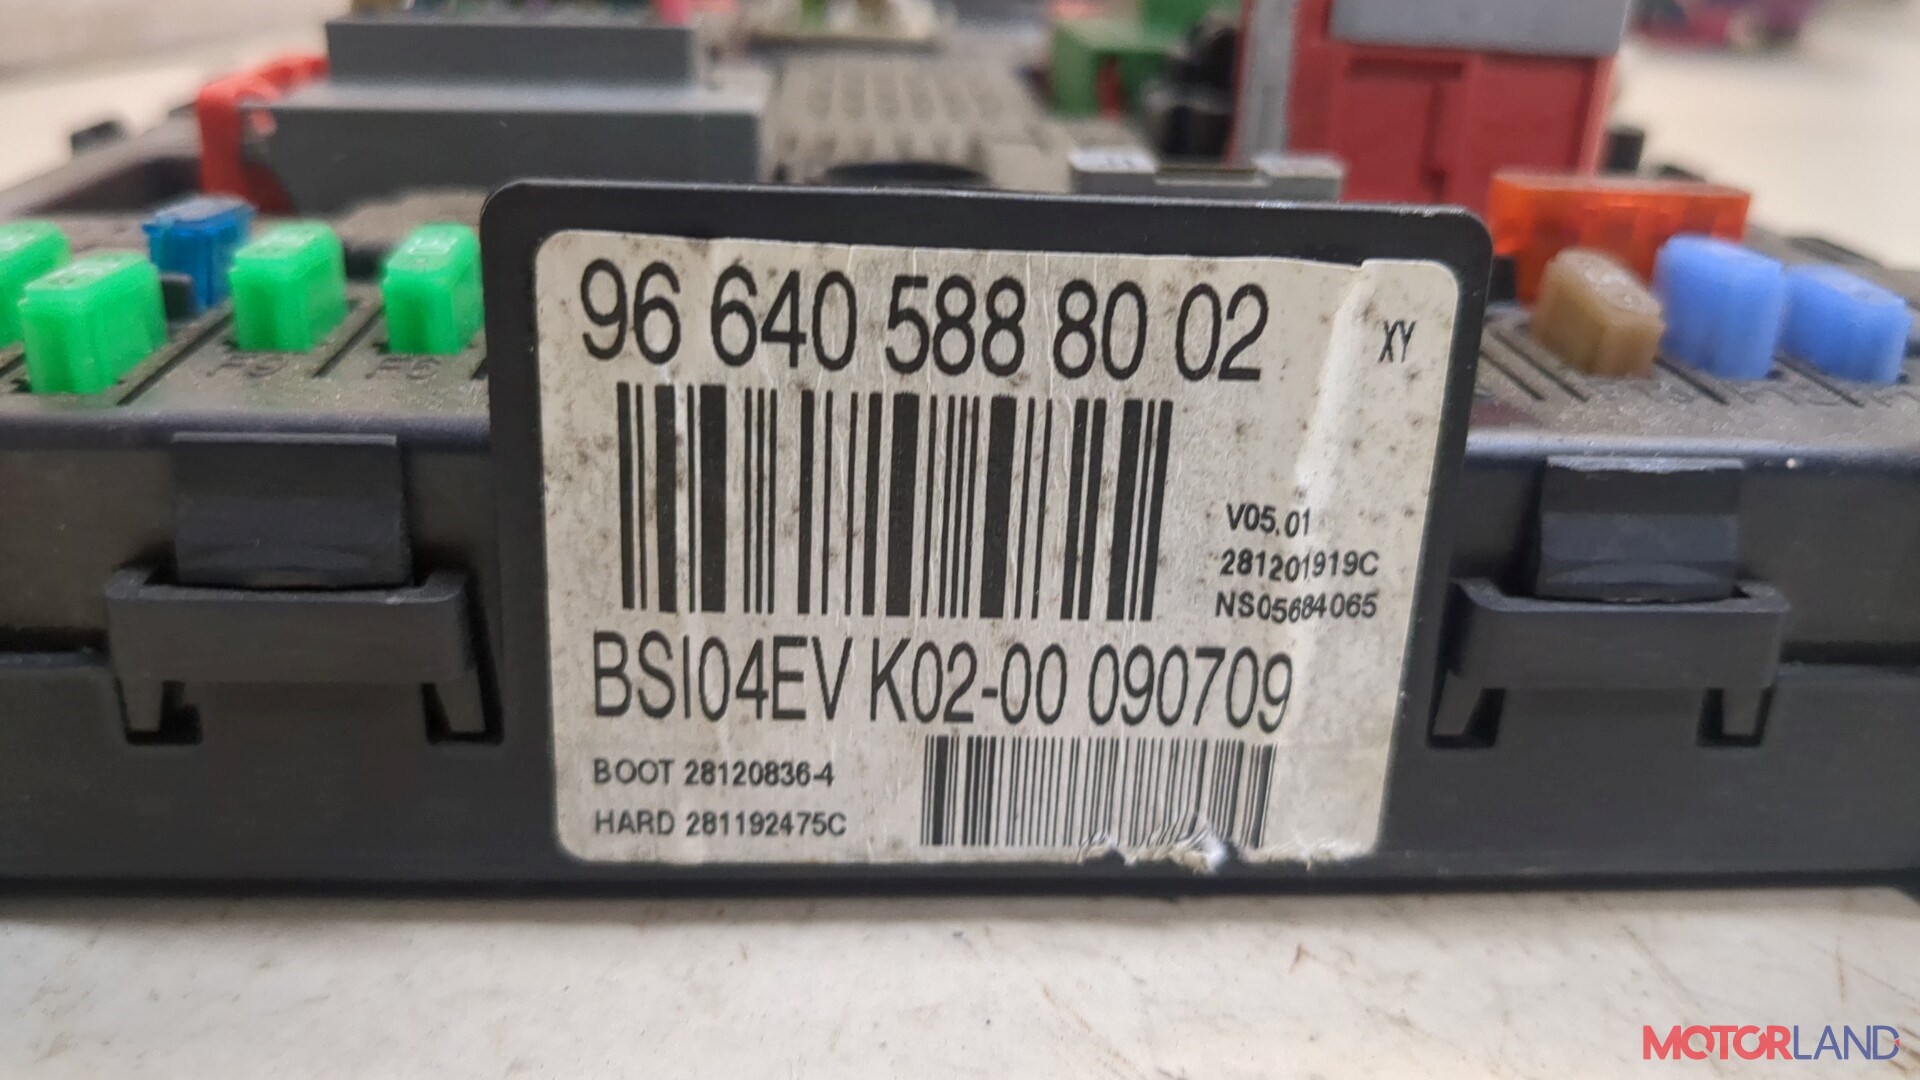 96 640 588 80 02
XY
V05.01
281201919C
NS05684065
BSI04EV K02-00 090709
BOOT 28120836-4
HARD 281192475C
MOTORLAND